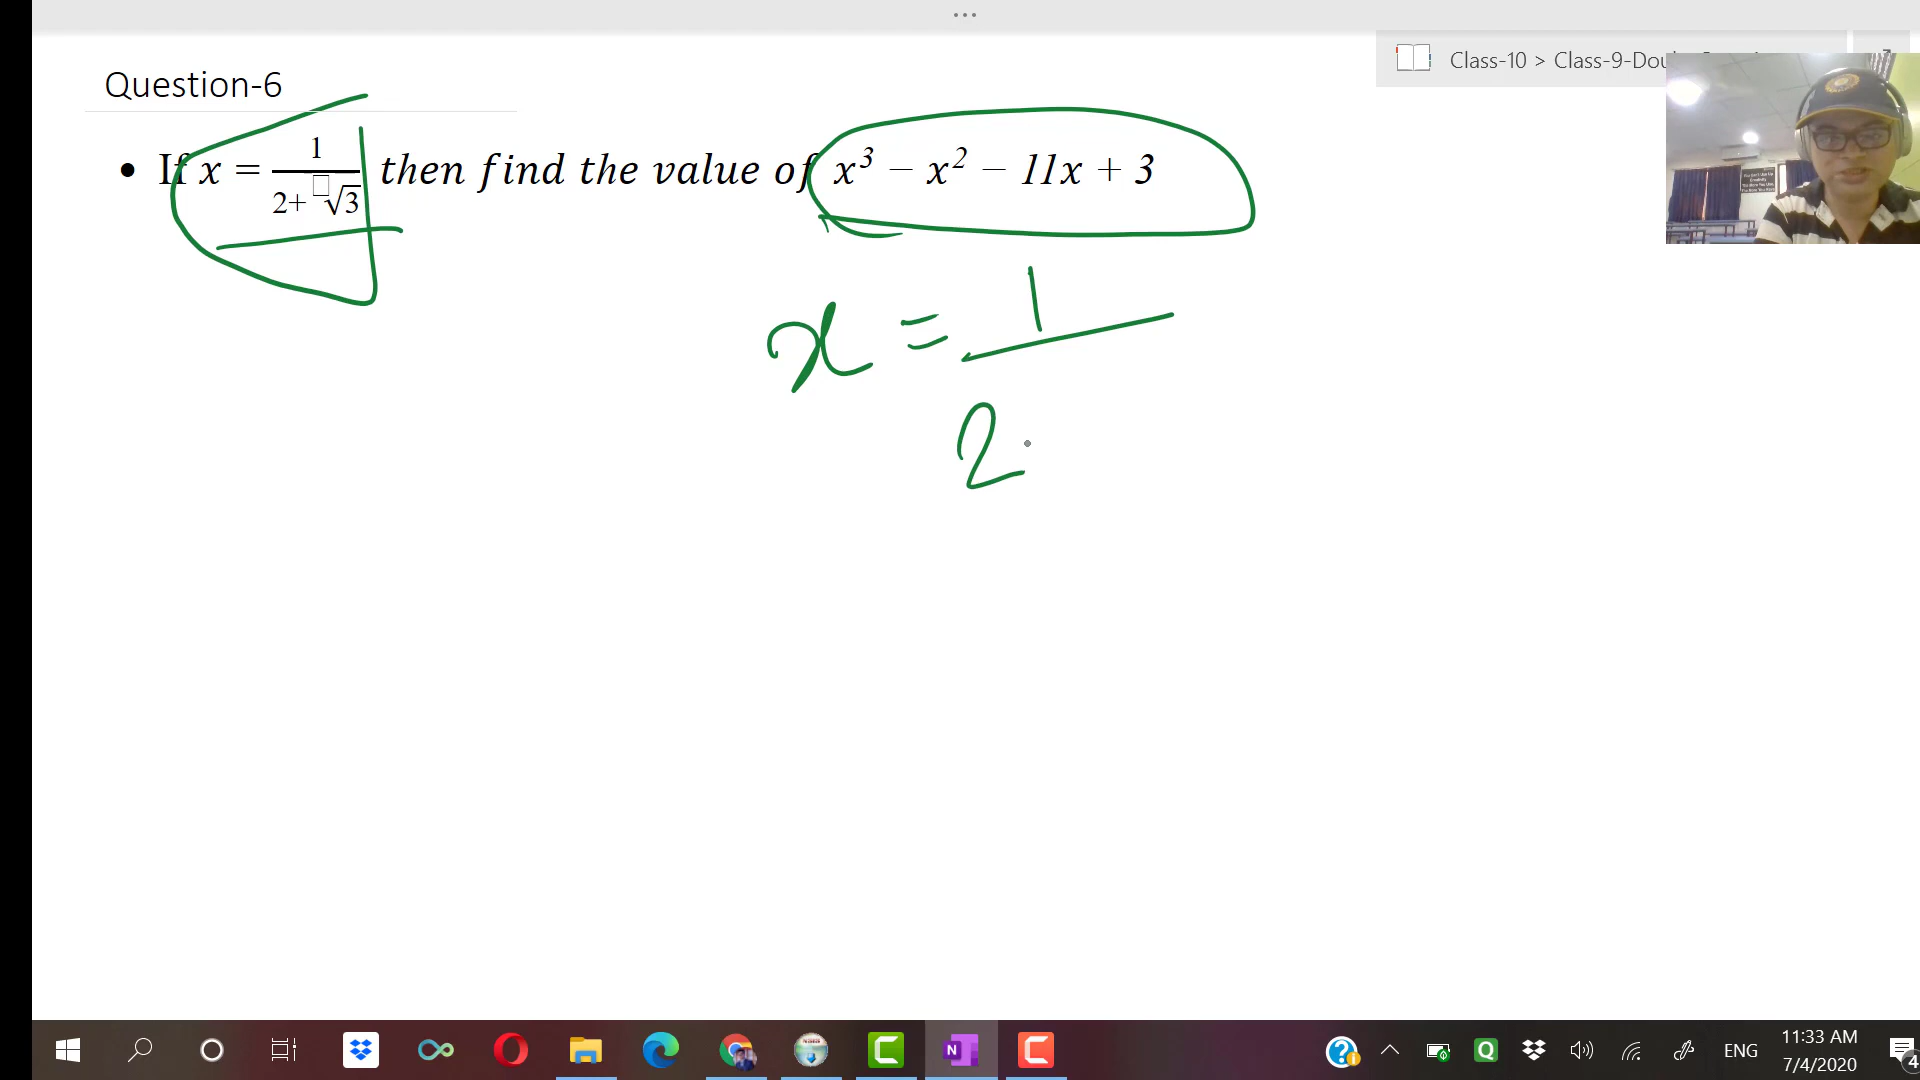 Class-10 > Class-9-Dou
Question-6
• If x = 1/(2+ √3) then find the value of x³ − x² − 11x + 3
x = 1
2
ENG
11:33 AM
7/4/2020
4